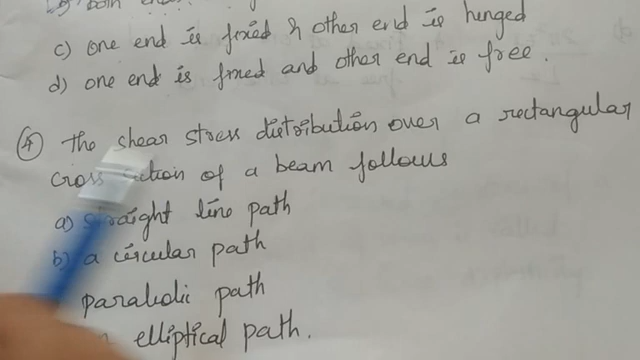 both
c) one end is fixed & other end is hinged
d) one end is fixed and other end is free.
④ The shear stress distribution over a rectangular
cross section of a beam follows
a) straight line path
b) a circular path
parabolic path
elliptical path.